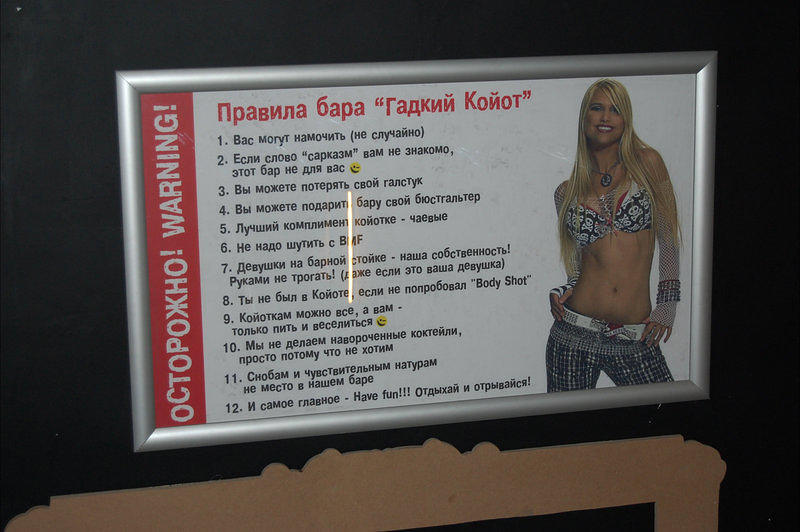 ОСТОРОЖНО! WARNING!
Правила бара "Гадкий Койот"
1. Вас могут намочить (не случайно)
2. Если слово "сарказм" вам не знакомо,
этот бар не для вас
3. Вы можете потерять свой галстук
4. Вы можете подарить бару свой бюстгальтер
5. Лучший комплимент койотке - чаевые
6. Не надо шутить с BMF
7. Девушки на барной стойке - наша собственность!
Руками не трогать! (даже если это ваша девушка)
8. Ты не был в Койоте, если не попробовал "Body Shot"
9. Койоткам можно все, а вам -
только пить и веселиться
10. Мы не делаем навороченные коктейли,
просто потому что не хотим
11. Снобам и чувствительным натурам
не место в нашем баре
12. И самое главное - Have fun!!! Отдыхай и отрывайся!